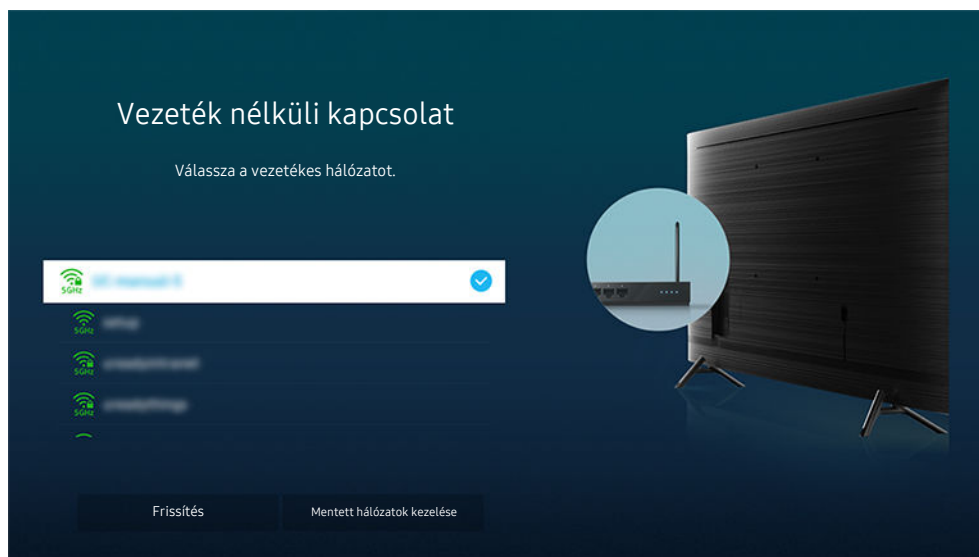 Vezeték nélküli kapcsolat
Válassza a vezetékes hálózatot.
5GHz
5GHz
5GHz
5GHz
Frissítés
Mentett hálózatok kezelése